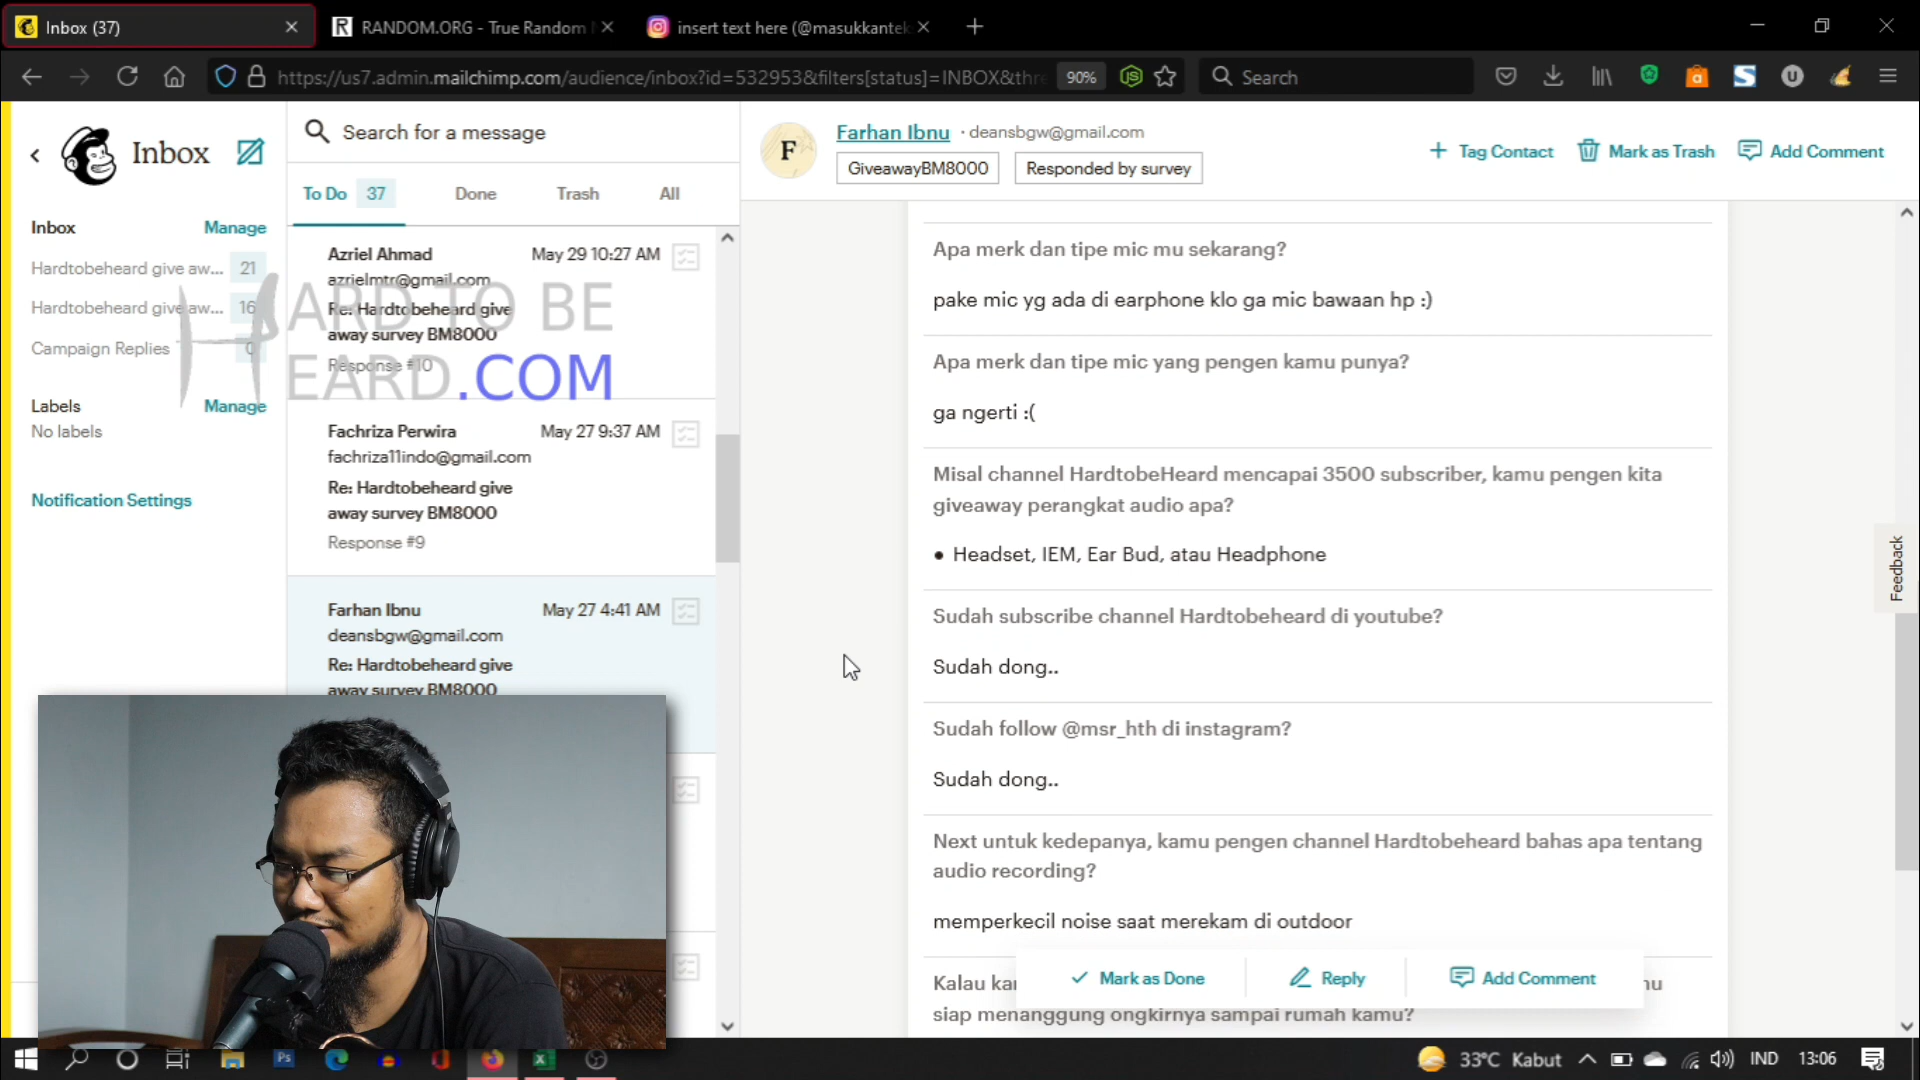 Inbox (37)
RANDOM.ORG - True Random
insert text here (@masukkantek
https://us7.admin.mailchimp.com/audience/inbox?id=532953&filters[status]=INBOX&thre
90%
Search
Inbox
Search for a message
To Do 37
Done
Trash
All
Inbox
Manage
Hardtobeheard give aw... 21
Hardtobeheard give aw... 16
Campaign Replies 0
Labels
Manage
No labels
Notification Settings
HARD TO BE
HEARD.COM
Azriel Ahmad
May 29 10:27 AM
azrielmtr@gmail.com
Re: Hardtobeheard give
away survey BM8000
Response #10
Fachriza Perwira
May 27 9:37 AM
fachriza11indo@gmail.com
Re: Hardtobeheard give
away survey BM8000
Response #9
Farhan Ibnu
May 27 4:41 AM
deansbgw@gmail.com
Re: Hardtobeheard give
away survey BM8000
F
Farhan Ibnu · deansbgw@gmail.com
GiveawayBM8000
Responded by survey
Tag Contact
Mark as Trash
Add Comment
Apa merk dan tipe mic mu sekarang?
pake mic yg ada di earphone klo ga mic bawaan hp :)
Apa merk dan tipe mic yang pengen kamu punya?
ga ngerti :(
Misal channel HardtobeHeard mencapai 3500 subscriber, kamu pengen kita
giveaway perangkat audio apa?
• Headset, IEM, Ear Bud, atau Headphone
Sudah subscribe channel Hardtobeheard di youtube?
Sudah dong..
Sudah follow @msr_hth di instagram?
Sudah dong..
Next untuk kedepanya, kamu pengen channel Hardtobeheard bahas apa tentang
audio recording?
memperkecil noise saat merekam di outdoor
Kalau
siap menanggung ongkirnya sampai rumah kamu?
Mark as Done
Reply
Add Comment
Feedback
33°C Kabut
IND
13:06